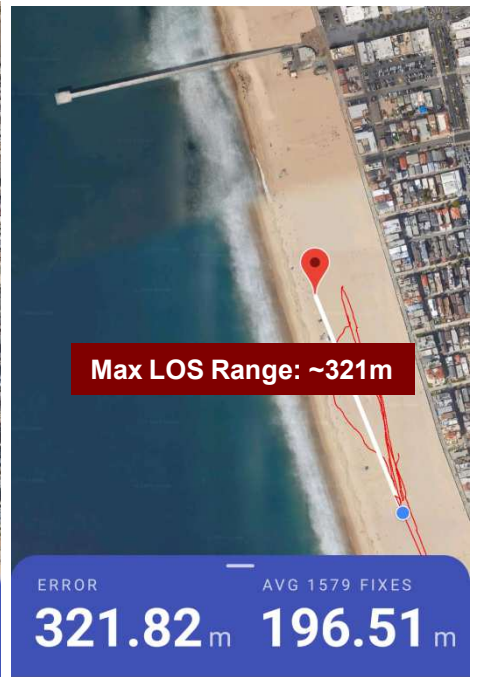 Max LOS Range: ~321m
ERROR
AVG 1579 FIXES
321.82 m
196.51 m